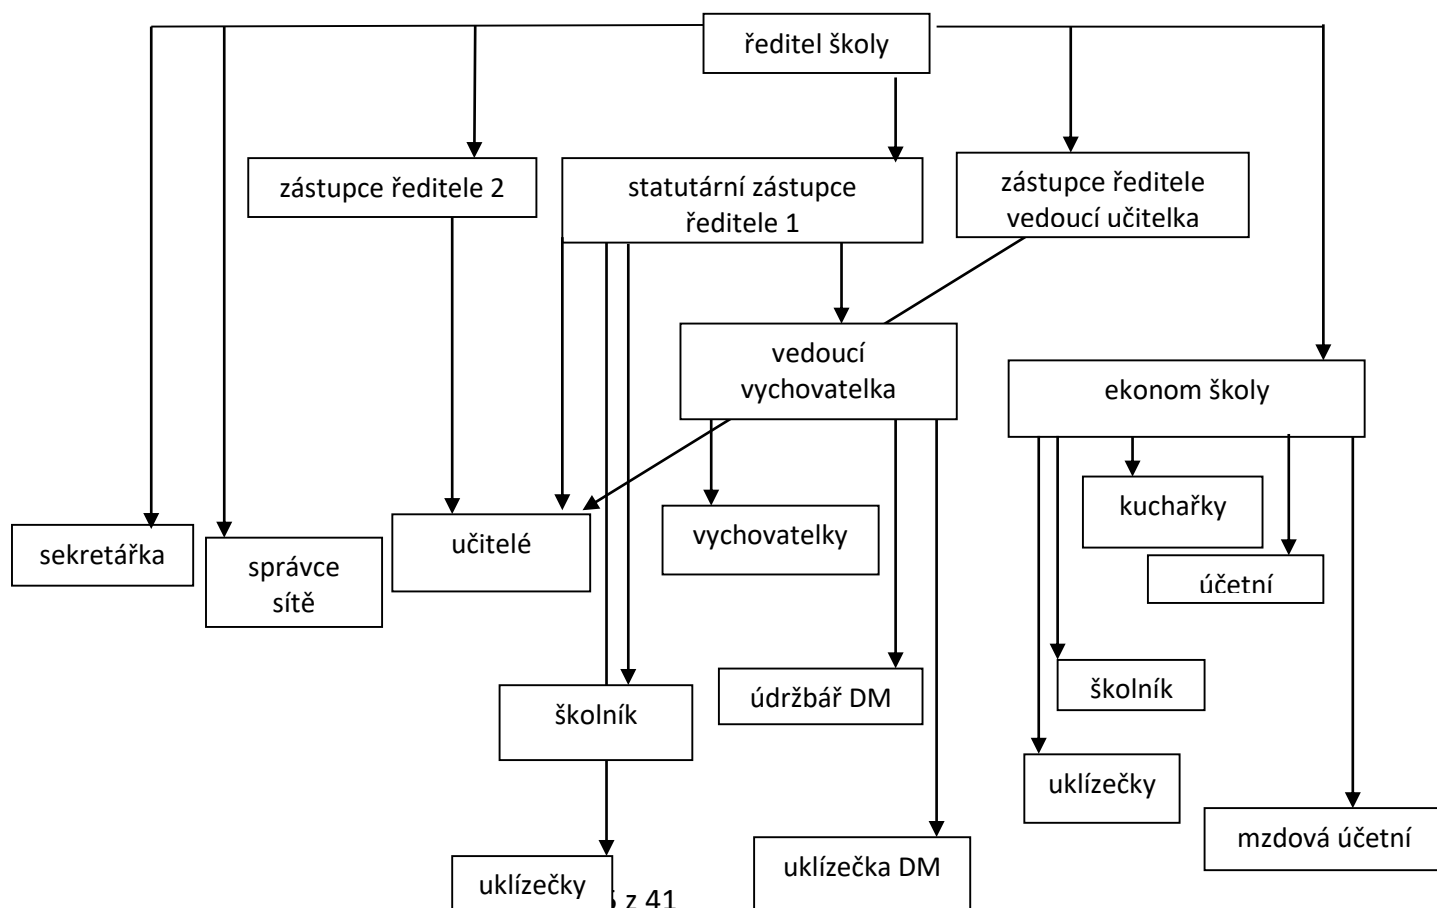 ředitel školy
zástupce ředitele 2
statutární zástupce
ředitele 1
zástupce ředitele
vedoucí učitelka
vedoucí
vychovatelka
ekonom školy
sekretářka
správce
sítě
učitelé
vychovatelky
kuchařky
účetní
školník
údržbář DM
školník
uklízečky
mzdová účetní
uklízečky
uklízečka DM
z 41